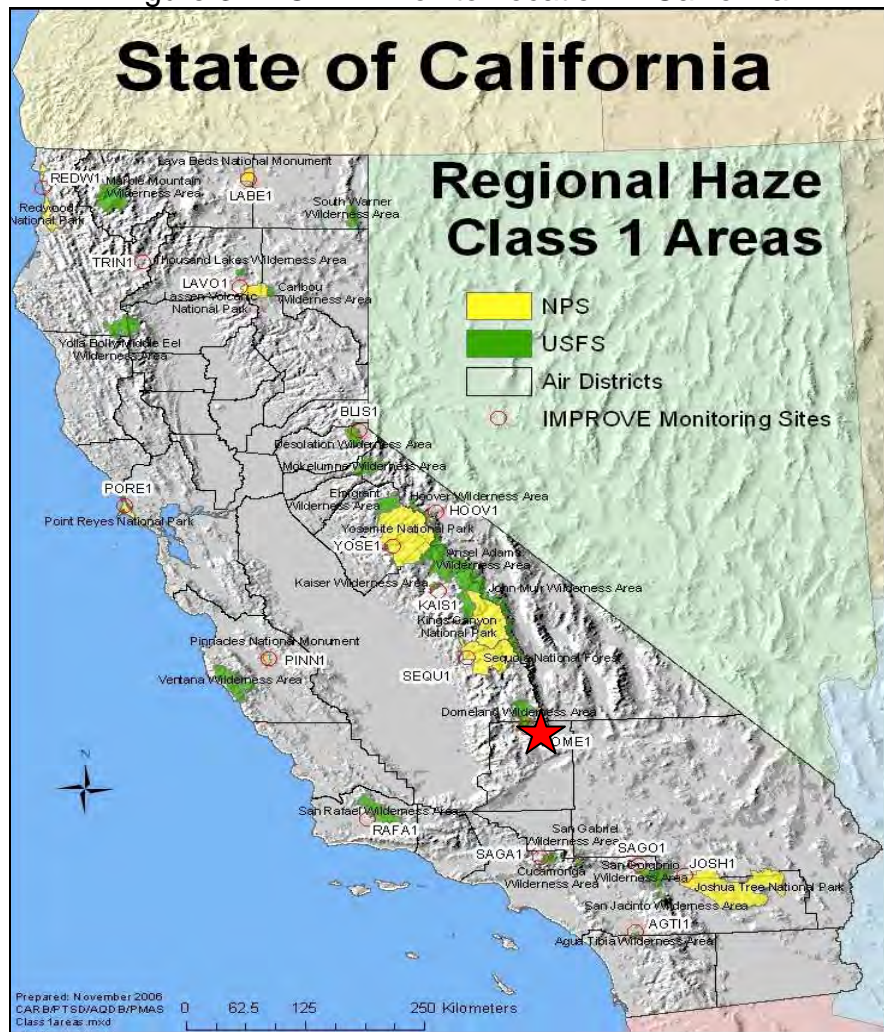 State of California
Regional Haze
Class 1 Areas
NPS
USFS
Air Districts
IMPROVE Monitoring Sites
Lava Beds National Monument
REDW1
Marble Mountain
Wilderness Area
LABE1
South Warner
Wilderness Area
Redwood
National Park
TRIN1
Thousand Lakes Wilderness Area
LAVO1
Lassen Volcanic
National Park
Caribou
Wilderness Area
Yolla Bolly Middle Eel
Wilderness Area
BLIS1
Desolation Wilderness Area
Mokelumne Wilderness Area
PORE1
Point Reyes National Park
Emigrant
Wilderness Area
Hoover Wilderness Area
HOOV1
Yosemite National Park
YOSE1
Ansel Adams
Wilderness Area
Kaiser Wilderness Area
John Muir Wilderness Area
KAIS1
Kings Canyon
National Park
Pinnacles National Monument
PINN1
SEQU1
Sequoia National Forest
Ventana Wilderness Area
Domeland Wilderness Area
OME1
N
San Rafael Wilderness Area
RAFA1
San Gabriel
Wilderness Area
SAGA1
Cucamonga
Wilderness Area
SAGO1
San Gorgonio
Wilderness Area
JOSH1
Joshua Tree National Park
San Jacinto Wilderness Area
AGTI1
Agua Tibia Wilderness Area
Prepared: November 2006
CARB/PTSD/AQDB/PMAS
Class 1areas.mxd
0 62.5 125 250 Kilometers